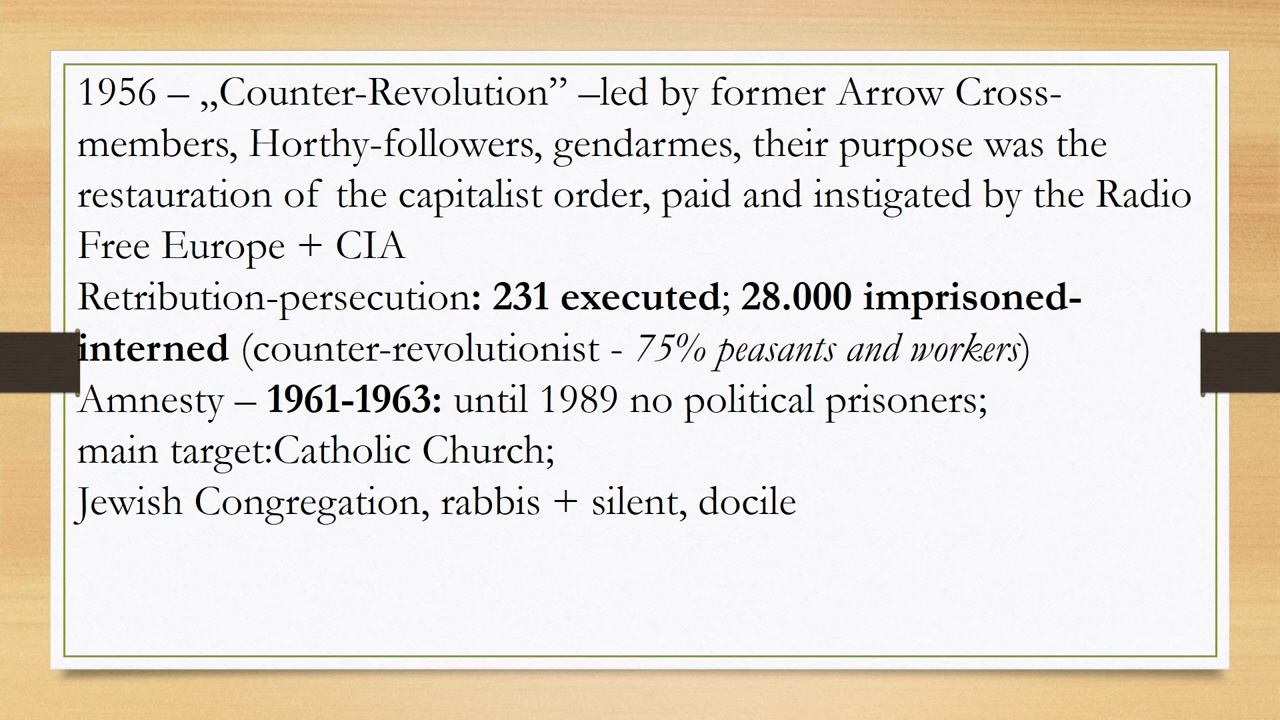 1956 – „Counter-Revolution” –led by former Arrow Cross-
members, Horthy-followers, gendarmes, their purpose was the
restauration of the capitalist order, paid and instigated by the Radio
Free Europe + CIA
Retribution-persecution: 231 executed; 28.000 imprisoned-
interned (counter-revolutionist - 75% peasants and workers)
Amnesty – 1961-1963: until 1989 no political prisoners;
main target:Catholic Church;
Jewish Congregation, rabbis + silent, docile